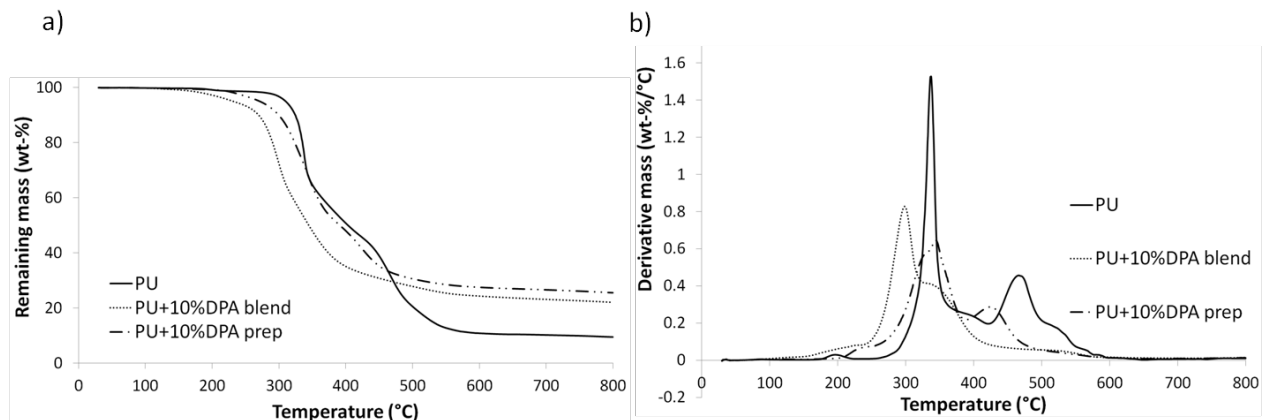 a)
100
80
60
40
20
0
Remaining mass (wt-%)
PU
PU+10%DPA blend
PU+10%DPA prep
0 100 200 300 400 500 600 700 800
Temperature (°C)
b)
1.6
1.4
1.2
1
0.8
0.6
0.4
0.2
0
-0.2
Derivative mass (wt-%/°C)
PU
PU+10%DPA blend
PU+10%DPA prep
0 100 200 300 400 500 600 700 800
Temperature (°C)